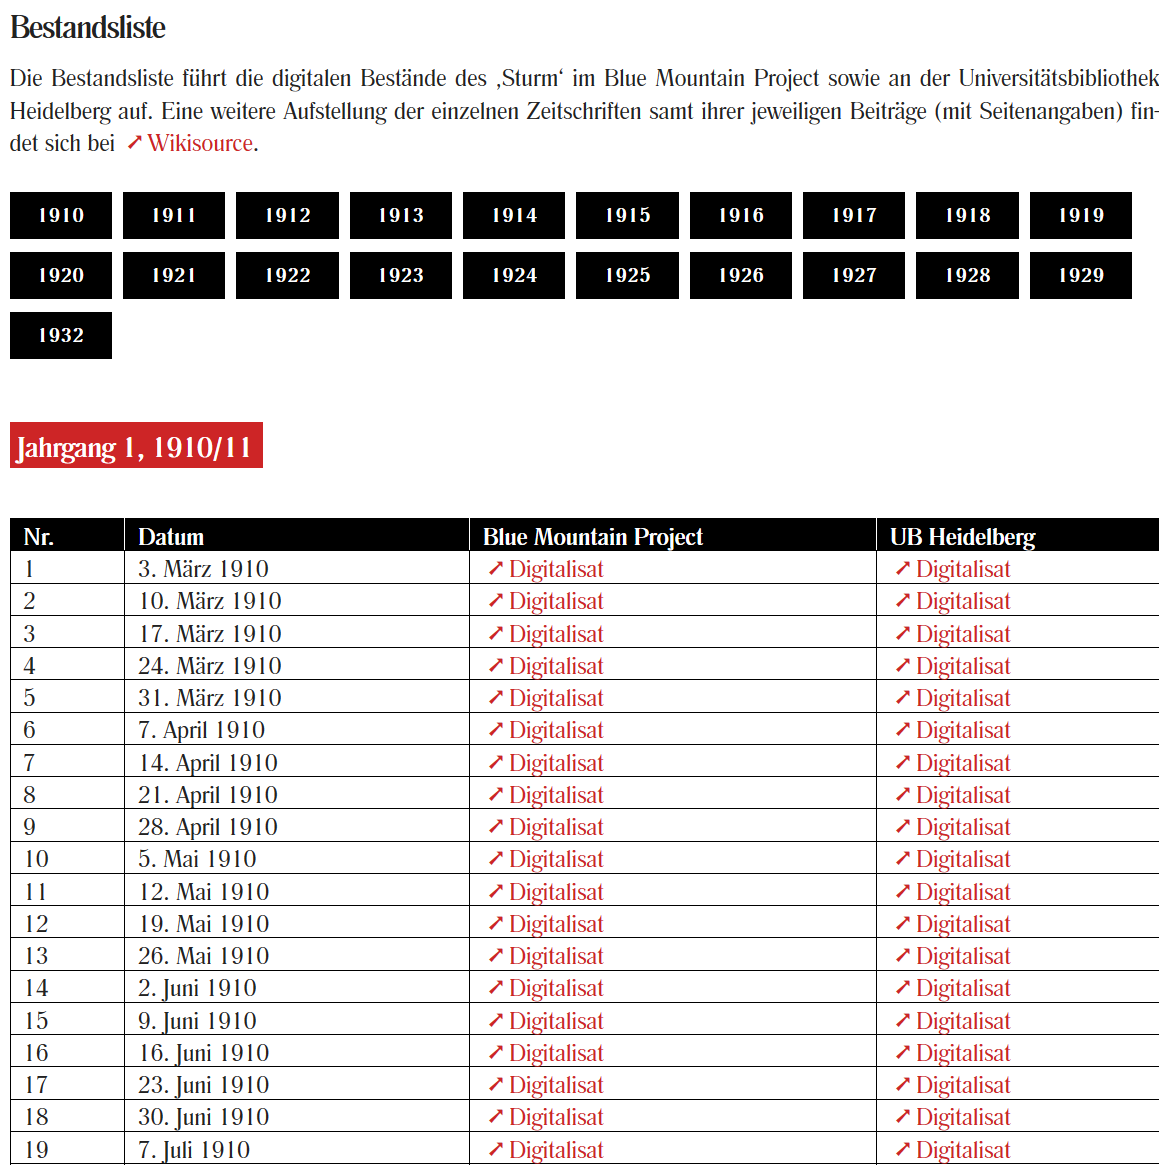 Bestandsliste
Die Bestandsliste führt die digitalen Bestände des ‚Sturm‘ im Blue Mountain Project sowie an der Universitätsbibliothek
Heidelberg auf. Eine weitere Aufstellung der einzelnen Zeitschriften samt ihrer jeweiligen Beiträge (mit Seitenangaben) fin-
det sich bei ➚ Wikisource.
1910 1911 1912 1913 1914 1915 1916 1917 1918 1919
1920 1921 1922 1923 1924 1925 1926 1927 1928 1929
1932
Jahrgang 1, 1910/11
Nr. Datum Blue Mountain Project UB Heidelberg
1 3. März 1910 ➚ Digitalisat ➚ Digitalisat
2 10. März 1910 ➚ Digitalisat ➚ Digitalisat
3 17. März 1910 ➚ Digitalisat ➚ Digitalisat
4 24. März 1910 ➚ Digitalisat ➚ Digitalisat
5 31. März 1910 ➚ Digitalisat ➚ Digitalisat
6 7. April 1910 ➚ Digitalisat ➚ Digitalisat
7 14. April 1910 ➚ Digitalisat ➚ Digitalisat
8 21. April 1910 ➚ Digitalisat ➚ Digitalisat
9 28. April 1910 ➚ Digitalisat ➚ Digitalisat
10 5. Mai 1910 ➚ Digitalisat ➚ Digitalisat
11 12. Mai 1910 ➚ Digitalisat ➚ Digitalisat
12 19. Mai 1910 ➚ Digitalisat ➚ Digitalisat
13 26. Mai 1910 ➚ Digitalisat ➚ Digitalisat
14 2. Juni 1910 ➚ Digitalisat ➚ Digitalisat
15 9. Juni 1910 ➚ Digitalisat ➚ Digitalisat
16 16. Juni 1910 ➚ Digitalisat ➚ Digitalisat
17 23. Juni 1910 ➚ Digitalisat ➚ Digitalisat
18 30. Juni 1910 ➚ Digitalisat ➚ Digitalisat
19 7. Juli 1910 ➚ Digitalisat ➚ Digitalisat